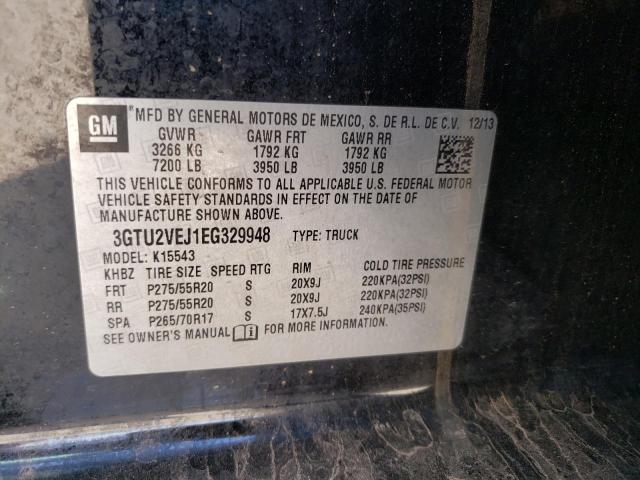 GM
MFD BY GENERAL MOTORS DE MEXICO, S. DE R.L. DE C.V. 12/13
GVWR GAWR FRT GAWR RR
3266 KG 1792 KG 1792 KG
7200 LB 3950 LB 3950 LB
THIS VEHICLE CONFORMS TO ALL APPLICABLE U.S. FEDERAL MOTOR
VEHICLE SAFETY STANDARDS IN EFFECT ON THE DATE OF
MANUFACTURE SHOWN ABOVE.
3GTU2VEJ1EG329948 TYPE: TRUCK
MODEL: K15543
KHBZ TIRE SIZE SPEED RTG RIM COLD TIRE PRESSURE
FRT P275/55R20 S 20X9J 220KPA(32PSI)
RR P275/55R20 S 20X9J 220KPA(32PSI)
SPA P265/70R17 S 17X7.5J 240KPA(35PSI)
SEE OWNER'S MANUAL FOR MORE INFORMATION.